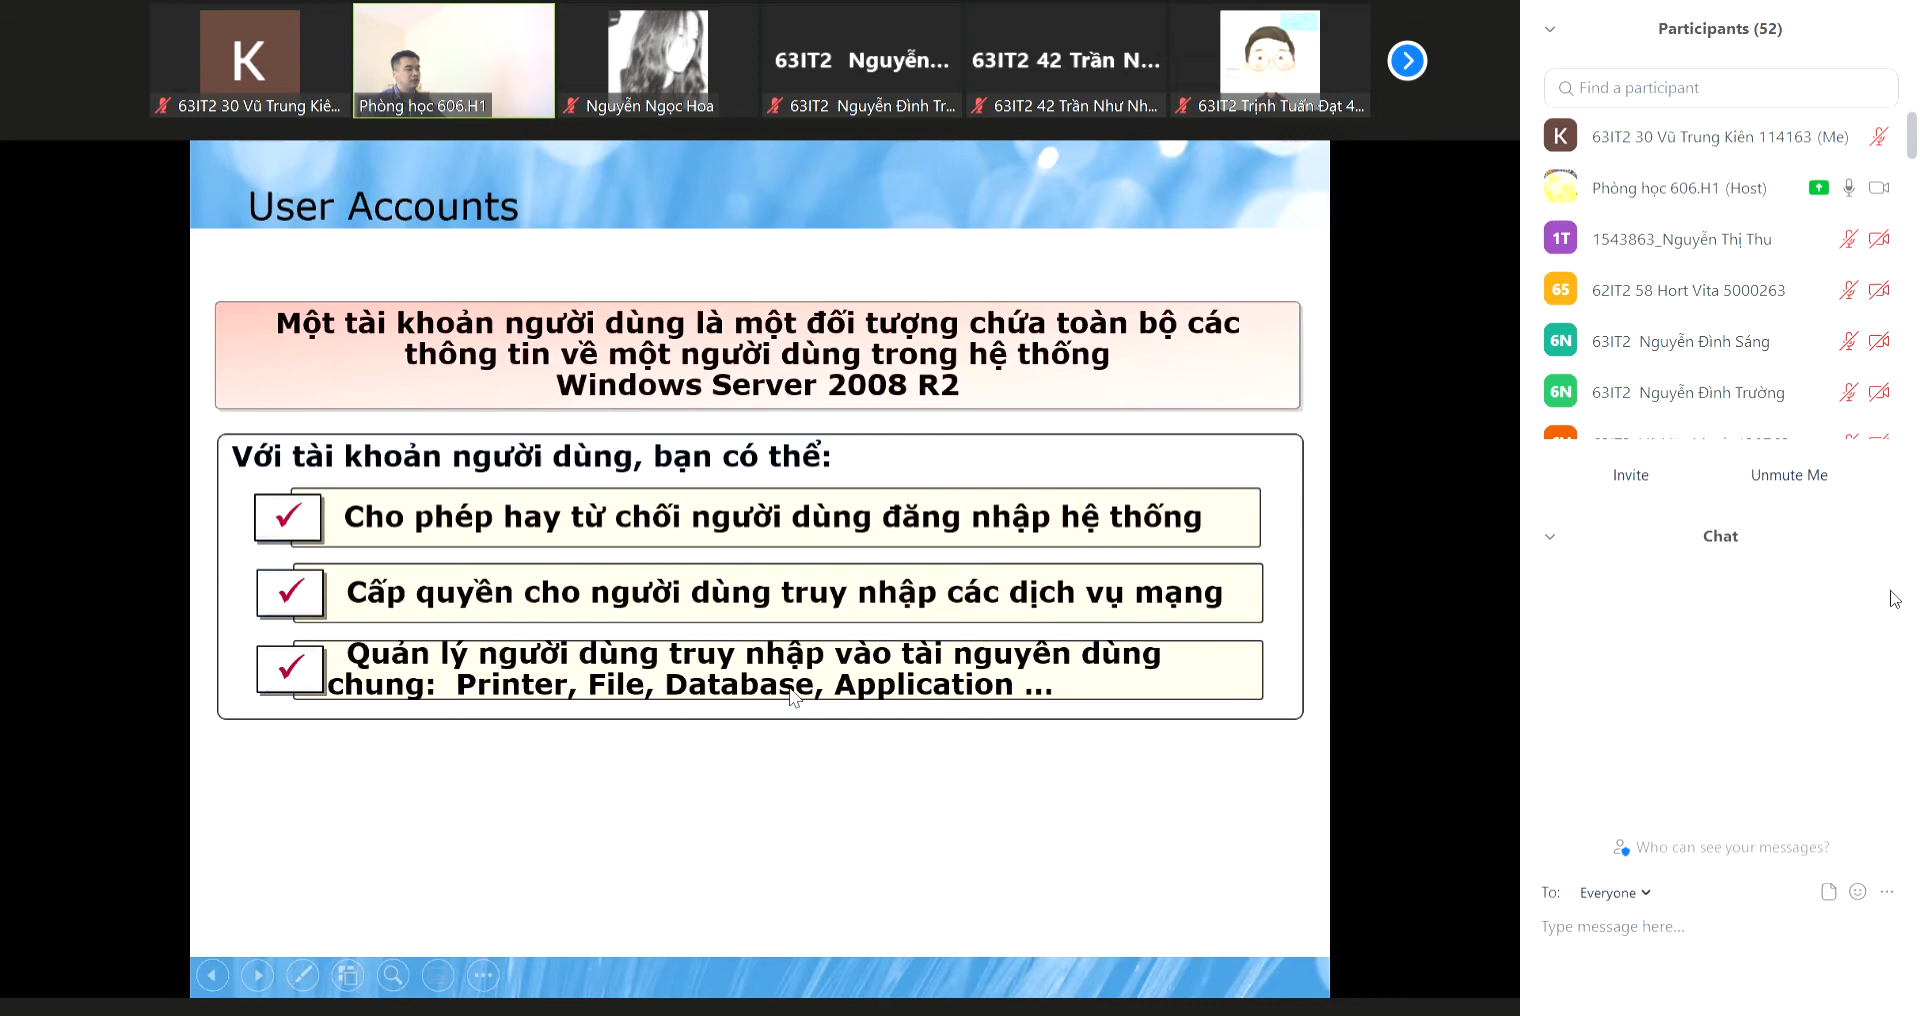 K
63IT2 30 Vũ Trung Kiê...
Phòng học 606.H1
Nguyễn Ngọc Hoa
63IT2 Nguyễn...
63IT2 Nguyễn Đình Tr...
63IT2 42 Trần N...
63IT2 42 Trần Như Nh...
63IT2 Trịnh Tuấn Đạt 4...
User Accounts
Một tài khoản người dùng là một đối tượng chứa toàn bộ các
thông tin về một người dùng trong hệ thống
Windows Server 2008 R2
Với tài khoản người dùng, bạn có thể:
Cho phép hay từ chối người dùng đăng nhập hệ thống
Cấp quyền cho người dùng truy nhập các dịch vụ mạng
Quản lý người dùng truy nhập vào tài nguyên dùng
chung: Printer, File, Database, Application ...
Participants (52)
Find a participant
K 63IT2 30 Vũ Trung Kiên 114163 (Me)
Phòng học 606.H1 (Host)
1T 1543863_Nguyễn Thị Thu
65 62IT2 58 Hort Vita 5000263
6N 63IT2 Nguyễn Đình Sáng
6N 63IT2 Nguyễn Đình Trường
Invite
Unmute Me
Chat
Who can see your messages?
To: Everyone
Type message here...